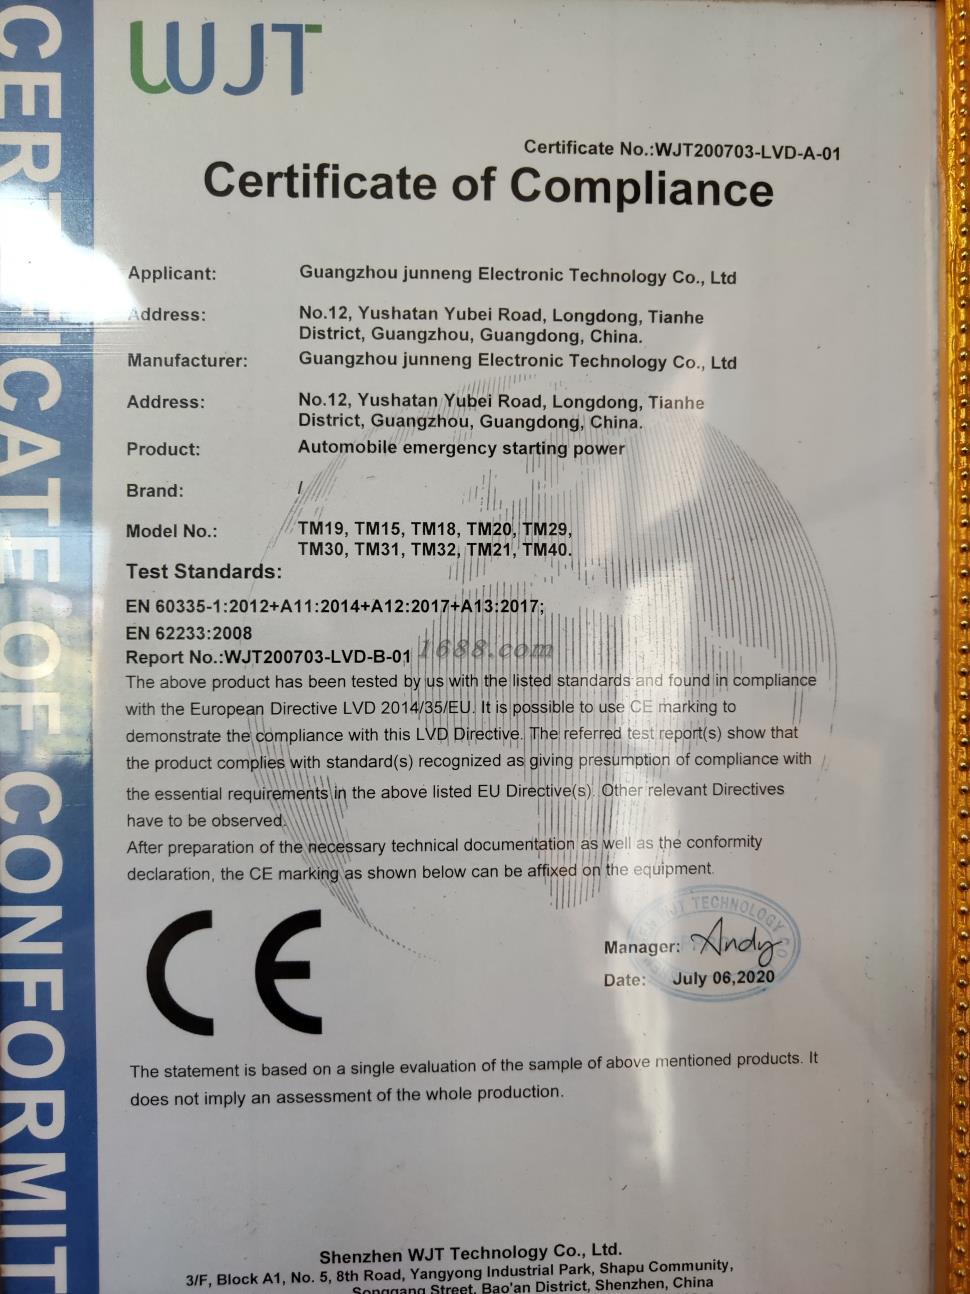 CERTIFICATE OF CONFORMIT
WJT
Certificate No.:WJT200703-LVD-A-01
Certificate of Compliance
Applicant: Guangzhou junneng Electronic Technology Co., Ltd
Address: No.12, Yushatan Yubei Road, Longdong, Tianhe
District, Guangzhou, Guangdong, China.
Manufacturer: Guangzhou junneng Electronic Technology Co., Ltd
Address: No.12, Yushatan Yubei Road, Longdong, Tianhe
District, Guangzhou, Guangdong, China.
Product: Automobile emergency starting power
Brand: /
Model No.: TM19, TM15, TM18, TM20, TM29,
TM30, TM31, TM32, TM21, TM40.
Test Standards:
EN 60335-1:2012+A11:2014+A12:2017+A13:2017;
EN 62233:2008
Report No.:WJT200703-LVD-B-01
1688.com
The above product has been tested by us with the listed standards and found in compliance
with the European Directive LVD 2014/35/EU. It is possible to use CE marking to
demonstrate the compliance with this LVD Directive. The referred test report(s) show that
the product complies with standard(s) recognized as giving presumption of compliance with
the essential requirements in the above listed EU Directive(s). Other relevant Directives
have to be observed.
After preparation of the necessary technical documentation as well as the conformity
declaration, the CE marking as shown below can be affixed on the equipment.
CE
WJT TECHNOLOGY CO
Manager: Andy
Date: July 06,2020
The statement is based on a single evaluation of the sample of above mentioned products. It
does not imply an assessment of the whole production.
Shenzhen WJT Technology Co., Ltd.
3/F, Block A1, No. 5, 8th Road, Yangyong Industrial Park, Shapu Community,
Songgang Street, Bao'an District, Shenzhen, China